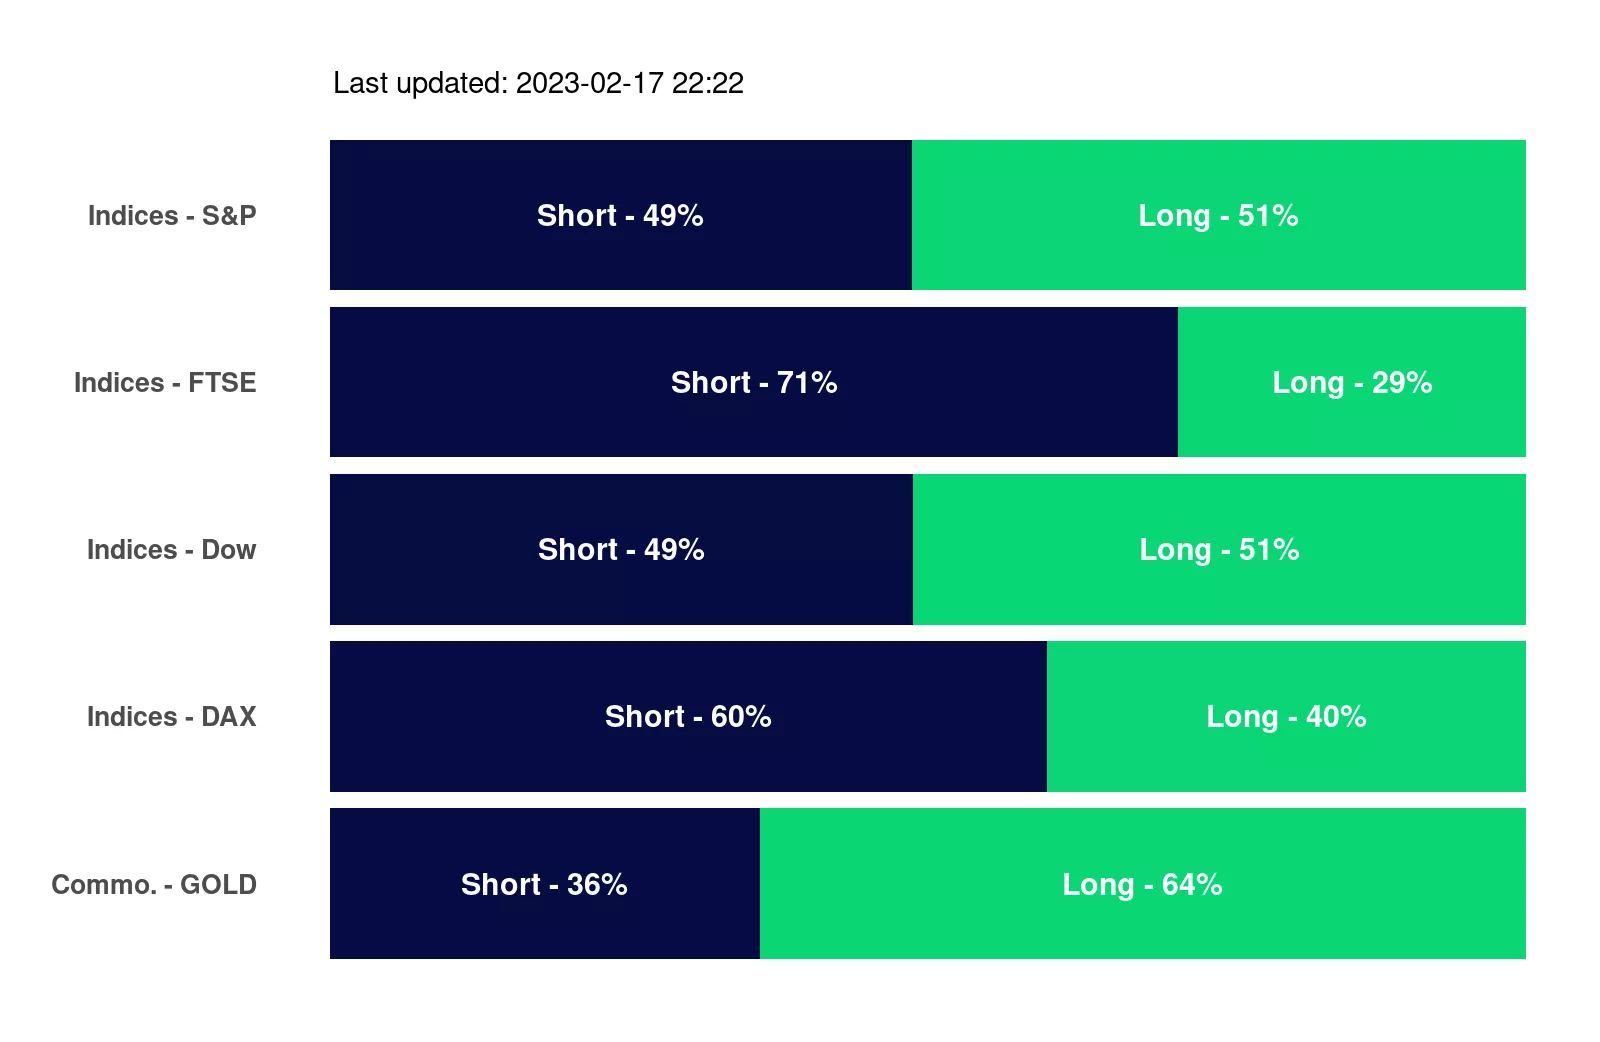 Last updated: 2023-02-17 22:22
Indices - S&P Short - 49% Long - 51%
Indices - FTSE Short - 71% Long - 29%
Indices - Dow Short - 49% Long - 51%
Indices - DAX Short - 60% Long - 40%
Commo. - GOLD Short - 36% Long - 64%